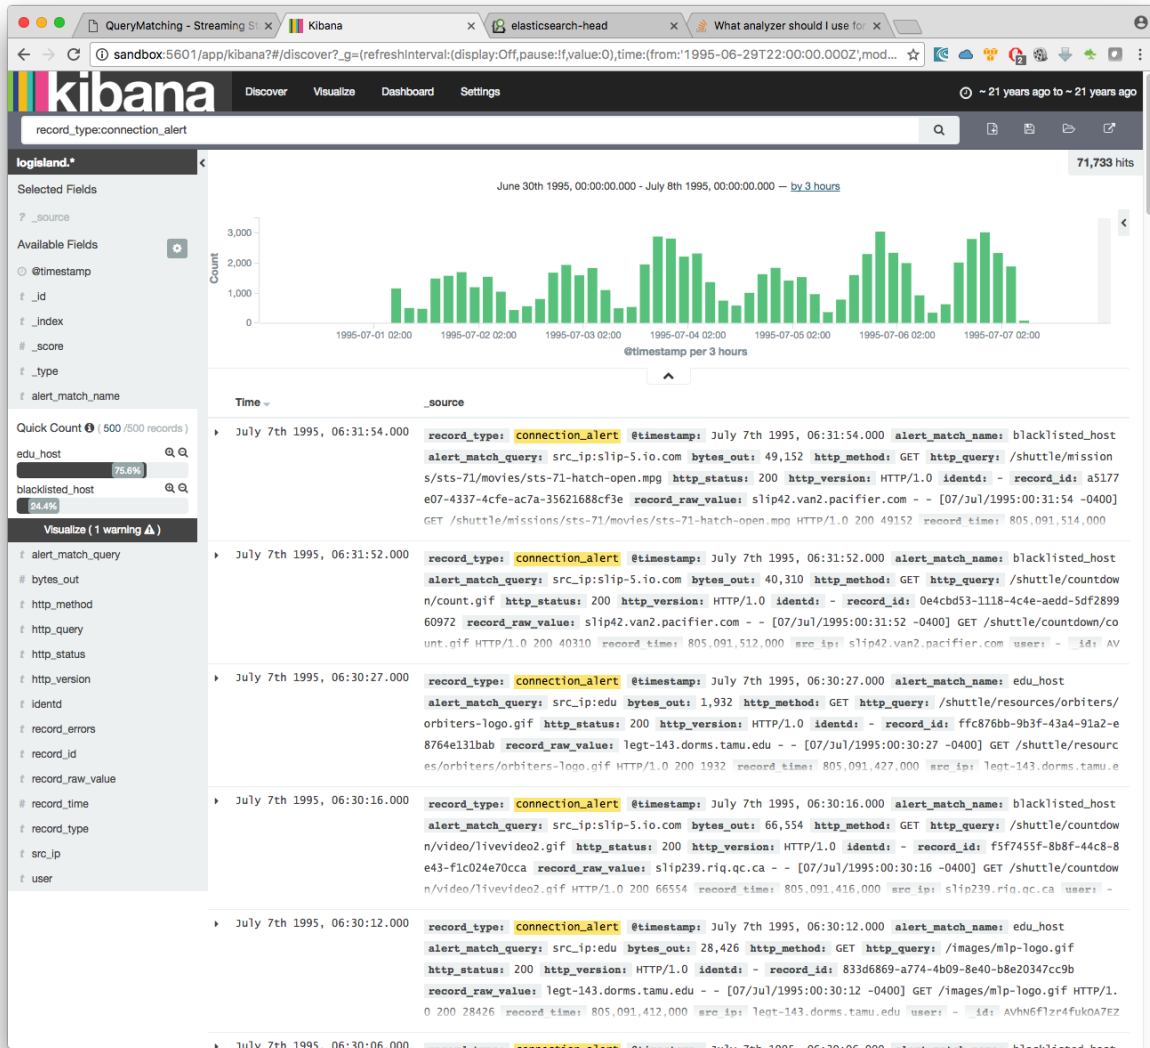 QueryMatching - Streaming St
Kibana
elasticsearch-head
What analyzer should I use for
sandbox:5601/app/kibana?#/discover?_g=(refreshInterval:(display:Off,pause:!f,value:0),time:(from:'1995-06-29T22:00:00.000Z',mod...
2
kibana
Discover Visualize Dashboard Settings
~ 21 years ago to ~ 21 years ago
record_type:connection_alert
logisland.*
71,733 hits
Selected Fields
? _source
Available Fields
@timestamp
t _id
t _index
# _score
t _type
t alert_match_name
Quick Count ( 500 /500 records )
edu_host
75.6%
blacklisted_host
24.4%
Visualize ( 1 warning )
t alert_match_query
# bytes_out
t http_method
t http_query
t http_status
t http_version
t identd
t record_errors
t record_id
t record_raw_value
# record_time
t record_type
t src_ip
t user
June 30th 1995, 00:00:00.000 - July 8th 1995, 00:00:00.000 — by 3 hours
Count
3,000
2,000
1,000
0
1995-07-01 02:00 1995-07-02 02:00 1995-07-03 02:00 1995-07-04 02:00 1995-07-05 02:00 1995-07-06 02:00 1995-07-07 02:00
@timestamp per 3 hours
Time _source
July 7th 1995, 06:31:54.000
record_type: connection_alert @timestamp: July 7th 1995, 06:31:54.000 alert_match_name: blacklisted_host
alert_match_query: src_ip:slip-5.io.com bytes_out: 49,152 http_method: GET http_query: /shuttle/mission
s/sts-71/movies/sts-71-hatch-open.mpg http_status: 200 http_version: HTTP/1.0 identd: - record_id: a5177
e07-4337-4cfe-ac7a-35621688cf3e record_raw_value: slip42.van2.pacifier.com - - [07/Jul/1995:00:31:54 -0400]
GET /shuttle/missions/sts-71/movies/sts-71-hatch-open.mpg HTTP/1.0 200 49152 record_time: 805,091,514,000
July 7th 1995, 06:31:52.000
record_type: connection_alert @timestamp: July 7th 1995, 06:31:52.000 alert_match_name: blacklisted_host
alert_match_query: src_ip:slip-5.io.com bytes_out: 40,310 http_method: GET http_query: /shuttle/countdow
n/count.gif http_status: 200 http_version: HTTP/1.0 identd: - record_id: 0e4cbd53-1118-4c4e-aedd-5df2899
60972 record_raw_value: slip42.van2.pacifier.com - - [07/Jul/1995:00:31:52 -0400] GET /shuttle/countdown/co
unt.gif HTTP/1.0 200 40310 record_time: 805,091,512,000 src_ip: slip42.van2.pacifier.com user: - _id: AV
July 7th 1995, 06:30:27.000
record_type: connection_alert @timestamp: July 7th 1995, 06:30:27.000 alert_match_name: edu_host
alert_match_query: src_ip:edu bytes_out: 1,932 http_method: GET http_query: /shuttle/resources/orbiters/
orbiters-logo.gif http_status: 200 http_version: HTTP/1.0 identd: - record_id: ffc876bb-9b3f-43a4-91a2-e
8764e131bab record_raw_value: legt-143.dorms.tamu.edu - - [07/Jul/1995:00:30:27 -0400] GET /shuttle/resourc
es/orbiters/orbiters-logo.gif HTTP/1.0 200 1932 record_time: 805,091,427,000 src_ip: legt-143.dorms.tamu.e
July 7th 1995, 06:30:16.000
record_type: connection_alert @timestamp: July 7th 1995, 06:30:16.000 alert_match_name: blacklisted_host
alert_match_query: src_ip:slip-5.io.com bytes_out: 66,554 http_method: GET http_query: /shuttle/countdow
n/video/livevideo2.gif http_status: 200 http_version: HTTP/1.0 identd: - record_id: f5f7455f-8b8f-44c8-8
e43-f1c024e70cca record_raw_value: slip239.riq.qc.ca - - [07/Jul/1995:00:30:16 -0400] GET /shuttle/countdow
n/video/livevideo2.gif HTTP/1.0 200 66554 record_time: 805,091,416,000 src_ip: slip239.riq.qc.ca user: -
July 7th 1995, 06:30:12.000
record_type: connection_alert @timestamp: July 7th 1995, 06:30:12.000 alert_match_name: edu_host
alert_match_query: src_ip:edu bytes_out: 28,426 http_method: GET http_query: /images/mlp-logo.gif
http_status: 200 http_version: HTTP/1.0 identd: - record_id: 833d6869-a774-4b09-8e40-b8e20347cc9b
record_raw_value: legt-143.dorms.tamu.edu - - [07/Jul/1995:00:30:12 -0400] GET /images/mlp-logo.gif HTTP/1.
0 200 28426 record_time: 805,091,412,000 src_ip: legt-143.dorms.tamu.edu user: - _id: AVhN6flzr4fukOA7EZ
July 7th 1995, 06:30:06.000
record_type: connection_alert @timestamp: July 7th 1995, 06:30:06.000 alert_match_name: blacklisted_host